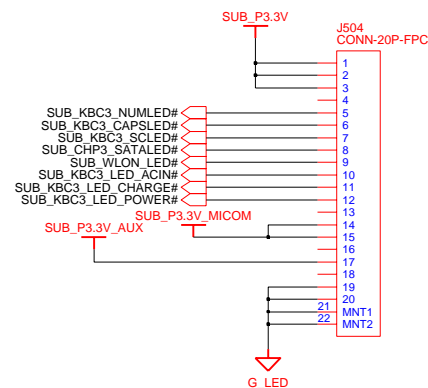 SUB_P3.3V
J504
CONN-20P-FPC
1
2
3
4
SUB_KBC3_NUMLED# 5
SUB_KBC3_CAPSLED# 6
SUB_KBC3_SCLED# 7
SUB_CHP3_SATALED# 8
SUB_WLON_LED# 9
SUB_KBC3_LED_ACIN# 10
SUB_KBC3_LED_CHARGE# 11
SUB_KBC3_LED_POWER# 12
13
SUB_P3.3V_MICOM
14
SUB_P3.3V_AUX
15
16
17
18
19
20
21 MNT1
22 MNT2
G_LED